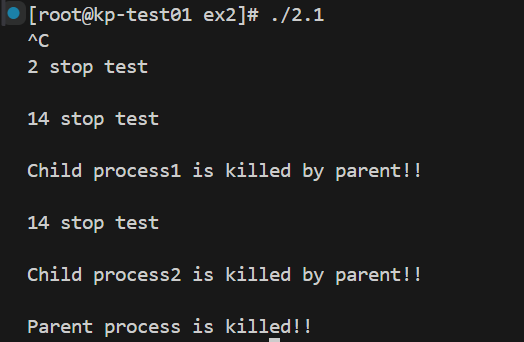 [root@kp-test01 ex2]# ./2.1
^C
2 stop test
14 stop test
Child process1 is killed by parent!!
14 stop test
Child process2 is killed by parent!!
Parent process is killed!!